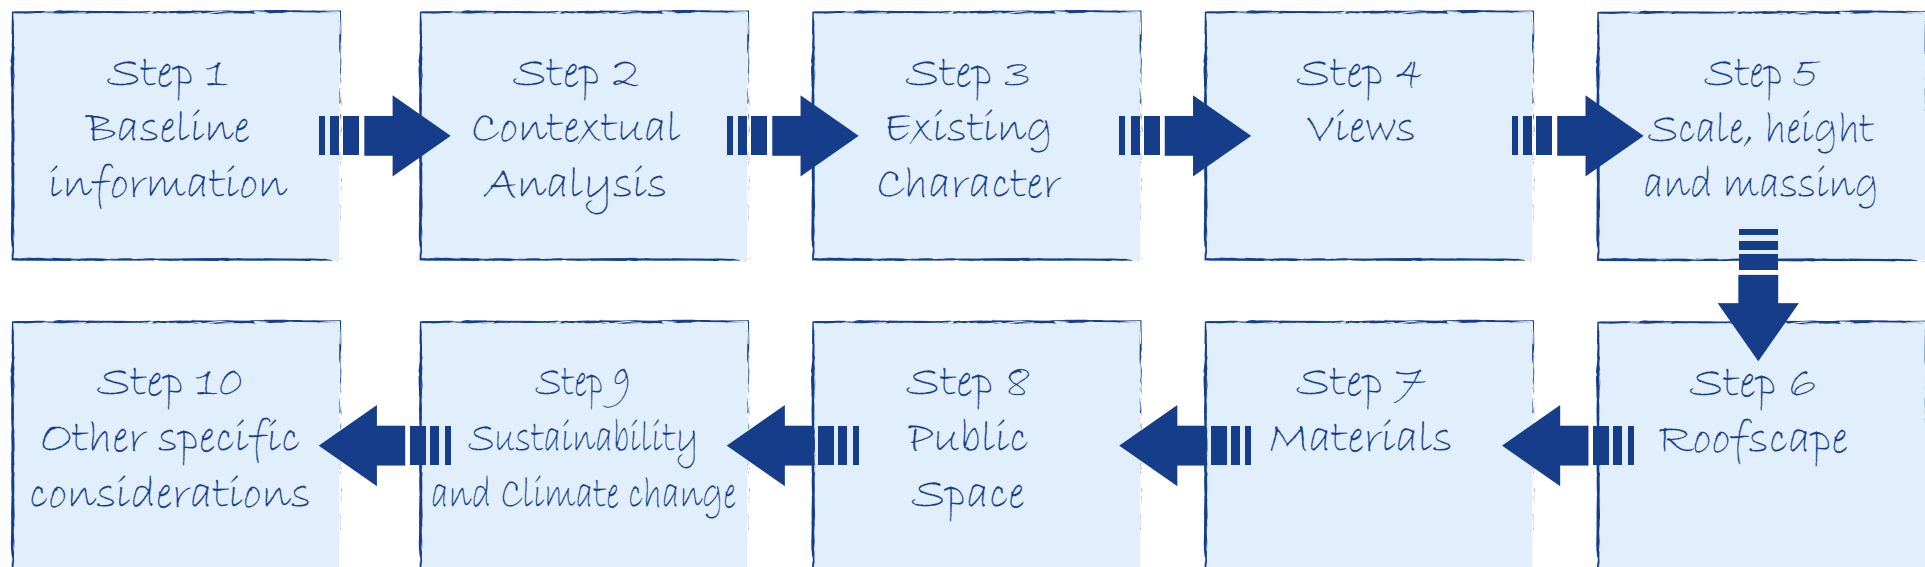 Step 1
Baseline
information
Step 2
Contextual
Analysis
Step 3
Existing
Character
Step 4
Views
Step 5
Scale, height
and massing
Step 6
Roofscape
Step 7
Materials
Step 8
Public
Space
Step 9
Sustainability
and Climate change
Step 10
Other specific
considerations